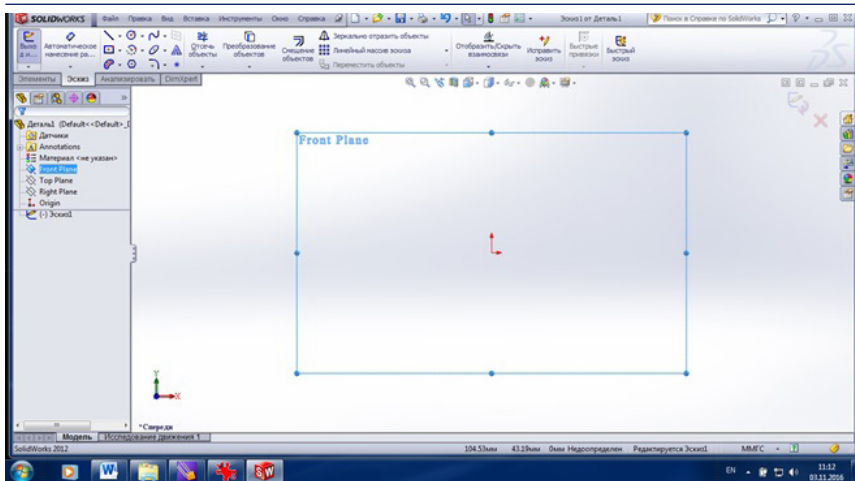 SOLIDWORKS Файл Правка Вид Вставка Инструменты Окно Справка Эскиз1 от Деталь1 Поиск в Справке по SolidWorks
Автоматическое нанесение ра...
Отсечь объекты
Преобразование объектов
Смещение объектов
Зеркально отразить объекты
Линейный массив эскиза
Переместить объекты
Отобразить/Скрыть взаимосвязи
Исправить эскиз
Быстрые привязки
Быстрый эскиз
Элементы Эскиз Анализировать DimXpert
Деталь1 (Default<<Default>_D
Датчики
Annotations
Материал <не указан>
Front Plane
Top Plane
Right Plane
Origin
(-) Эскиз1
Front Plane
Y
X
*Спереди
Модель Исследование движения 1
SolidWorks 2012 104.53мм 43.19мм 0мм Недоопределен Редактируется Эскиз1 ММГС
EN 11:12
03.11.2016